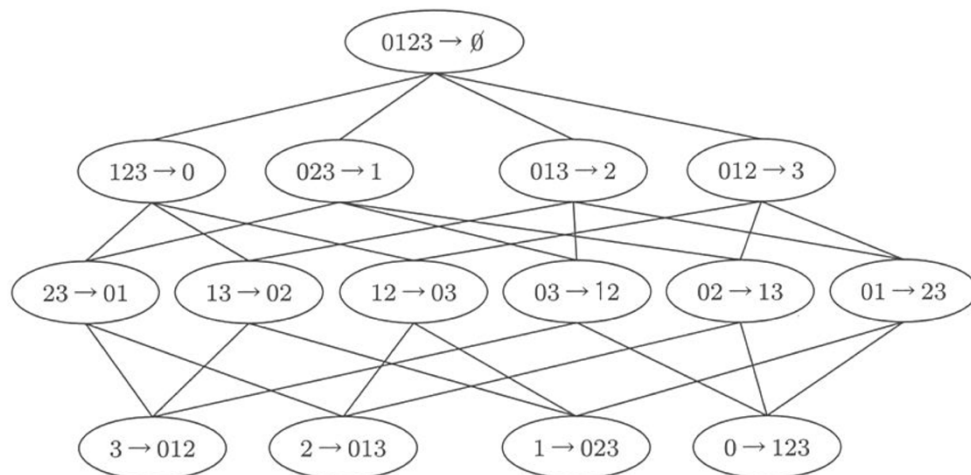 0123 → ∅
123 → 0 023 → 1 013 → 2 012 → 3
23 → 01 13 → 02 12 → 03 03 → 12 02 → 13 01 → 23
3 → 012 2 → 013 1 → 023 0 → 123